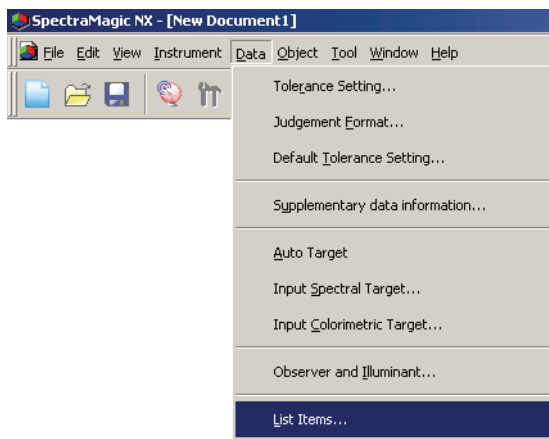 SpectraMagic NX - [New Document1]
File Edit View Instrument Data Object Tool Window Help
Tolerance Setting...
Judgement Format...
Default Tolerance Setting...
Supplementary data information...
Auto Target
Input Spectral Target...
Input Colorimetric Target...
Observer and Illuminant...
List Items...